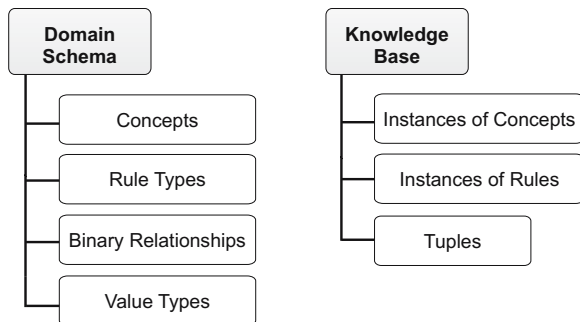 Domain
Schema
Concepts
Rule Types
Binary Relationships
Value Types
Knowledge
Base
Instances of Concepts
Instances of Rules
Tuples